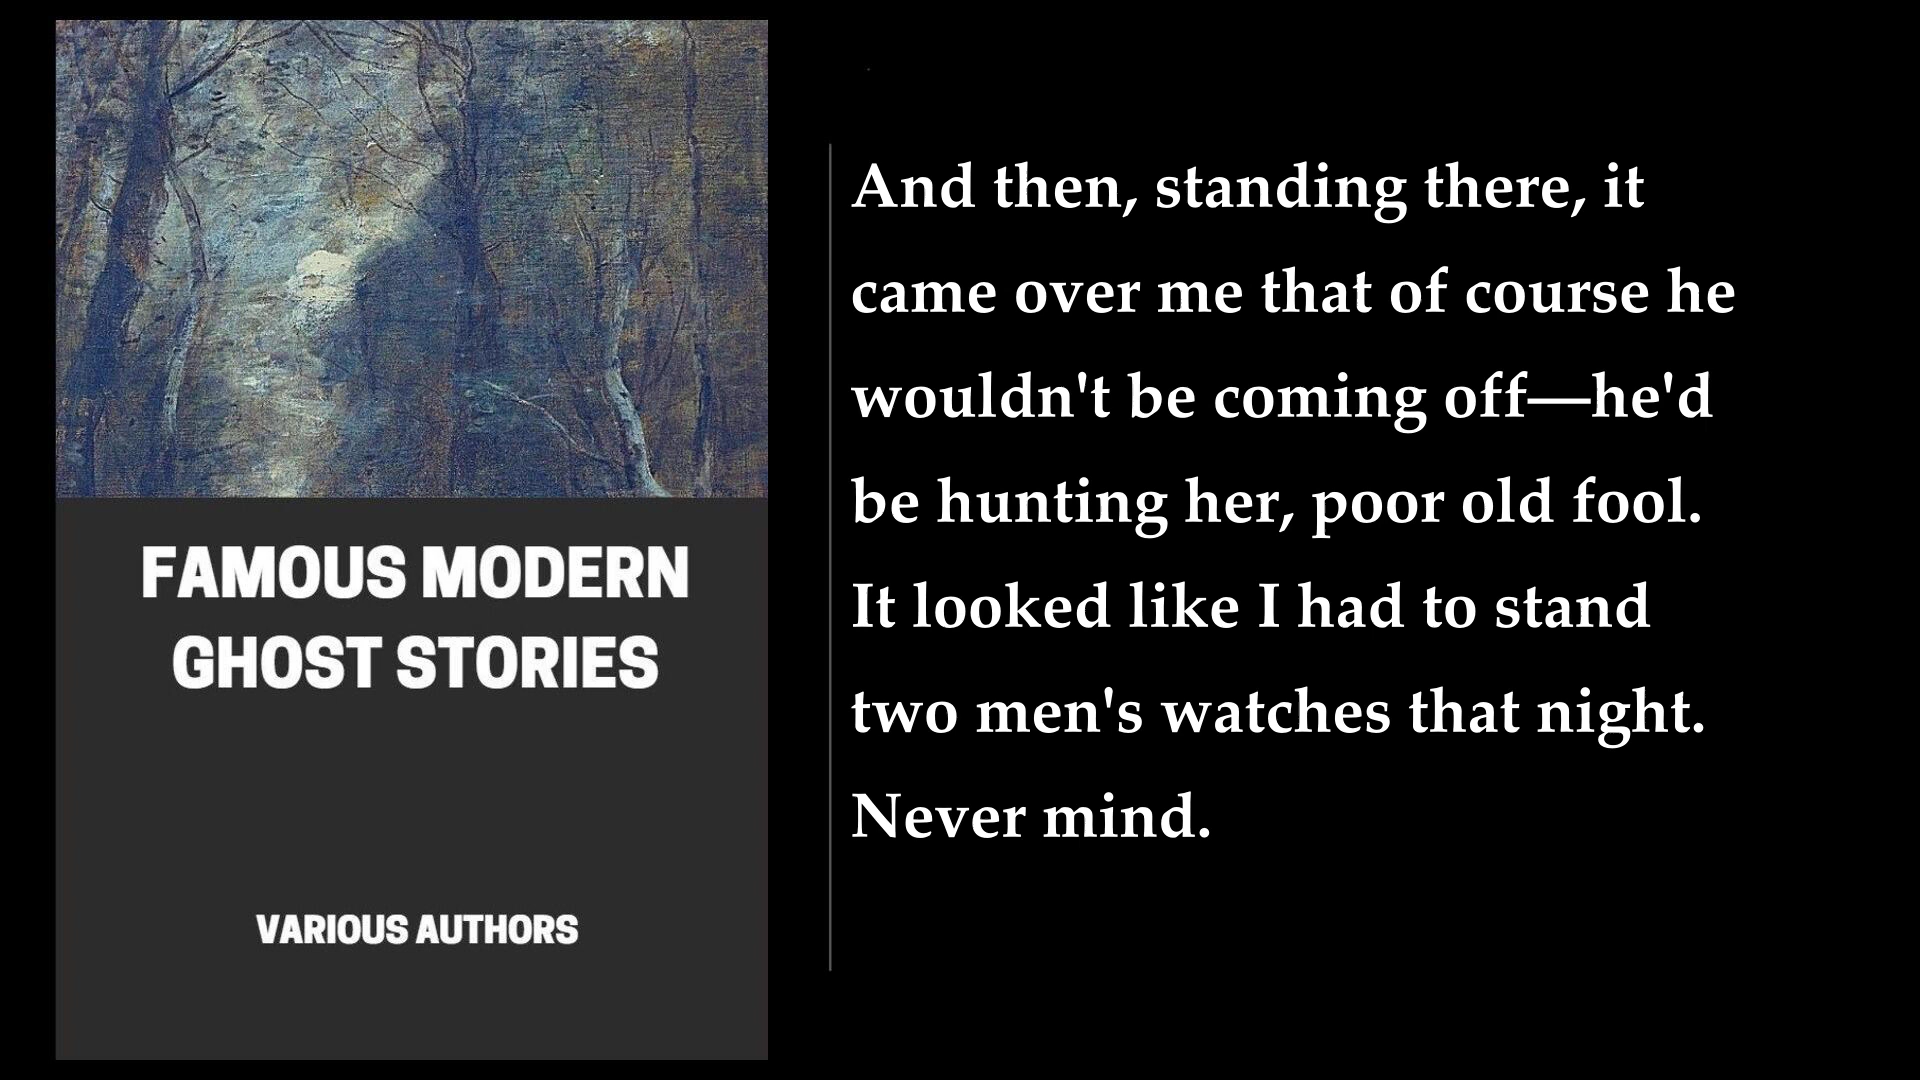 FAMOUS MODERN
GHOST STORIES
VARIOUS AUTHORS
And then, standing there, it
came over me that of course he
wouldn't be coming off—he'd
be hunting her, poor old fool.
It looked like I had to stand
two men's watches that night.
Never mind.